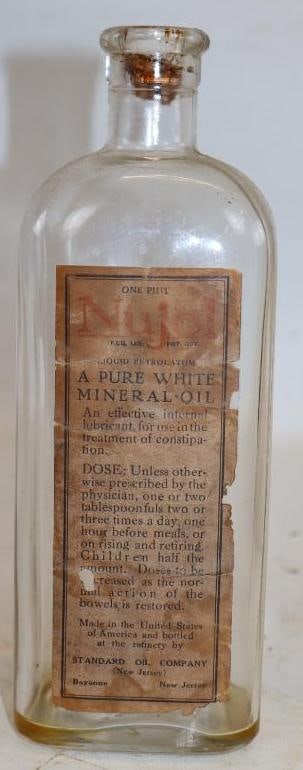 ONE PINT
Nujol
REG. U.S. PAT. OFF.
LIQUID PETROLATUM
A PURE WHITE
MINERAL OIL
An effective internal
lubricant, for use in the
treatment of constipa-
tion.
DOSE: Unless other-
wise prescribed by the
physician, one or two
tablespoonfuls two or
three times a day, one
hour before meals, or
on rising and retiring.
Children half the
amount. Doses to be
creased as the nor-
mal action of the
bowels is restored.
Made in the United States
of America and bottled
at the refinery by
STANDARD OIL COMPANY
(New Jersey)
Bayonne New Jersey